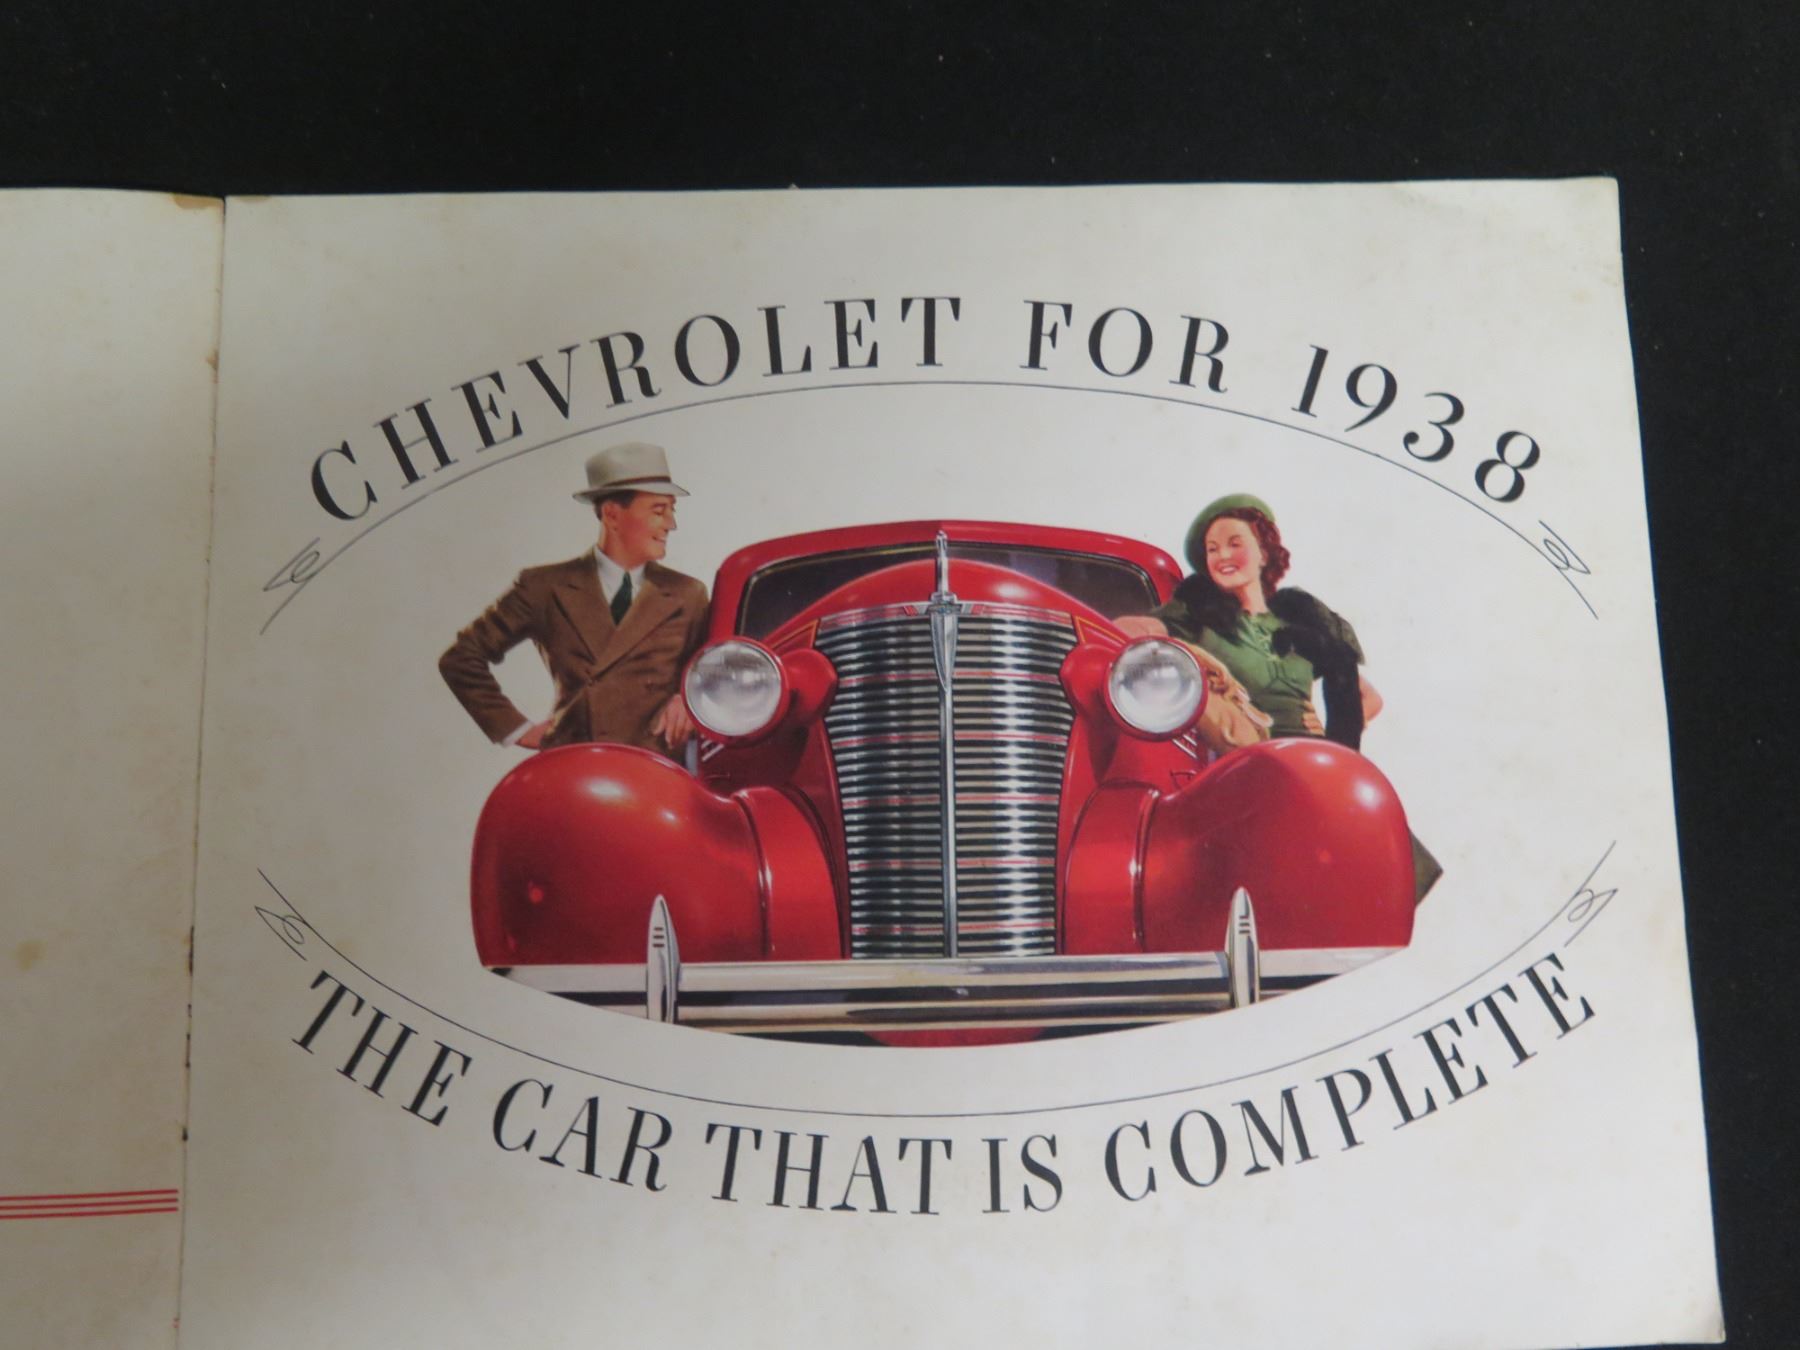 CHEVROLET FOR 1938
THE CAR THAT IS COMPLETE